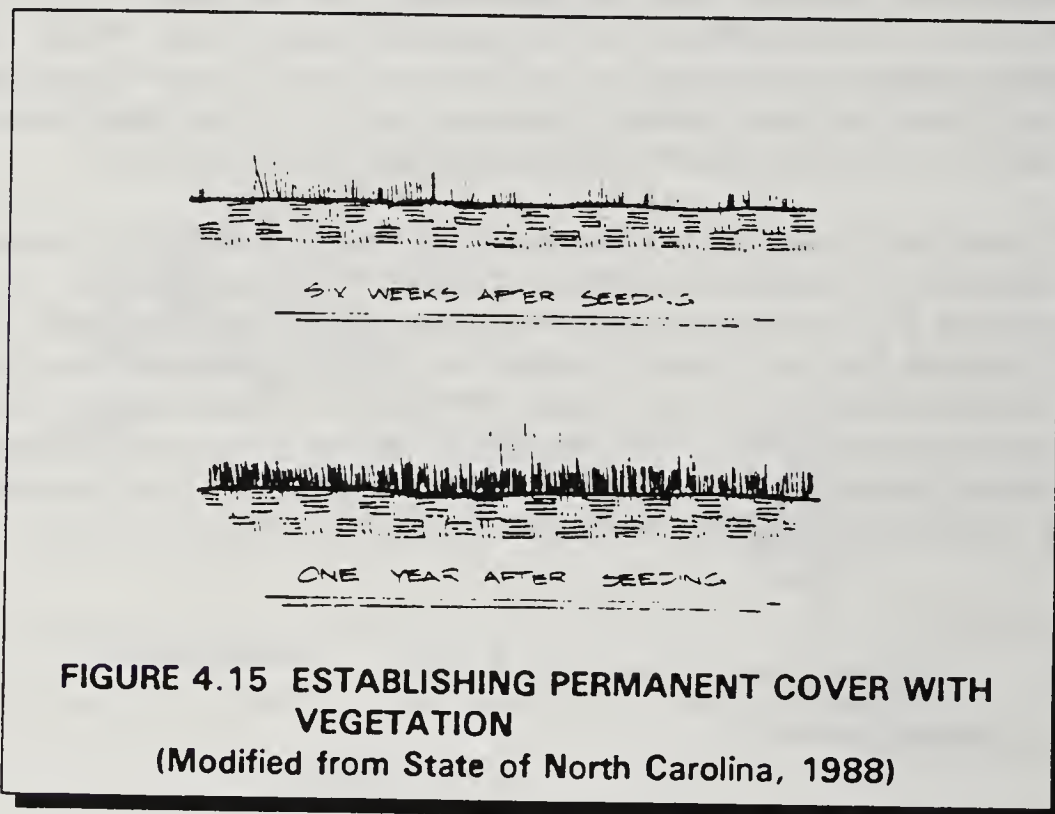 SIX WEEKS AFTER SEEDING
ONE YEAR AFTER SEEDING
FIGURE 4.15 ESTABLISHING PERMANENT COVER WITH
VEGETATION
(Modified from State of North Carolina, 1988)